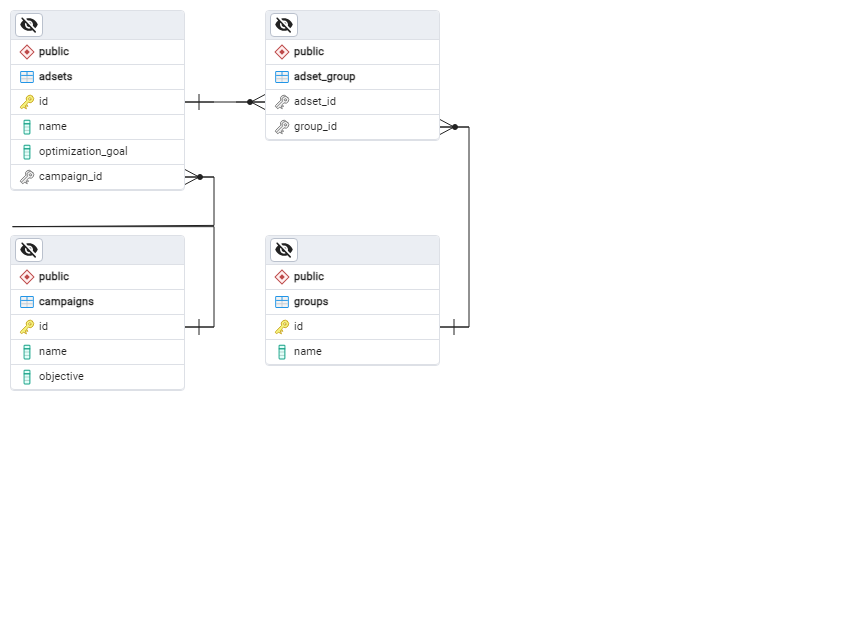 public
adsets
id
name
optimization_goal
campaign_id
public
adset_group
adset_id
group_id
public
campaigns
id
name
objective
public
groups
id
name